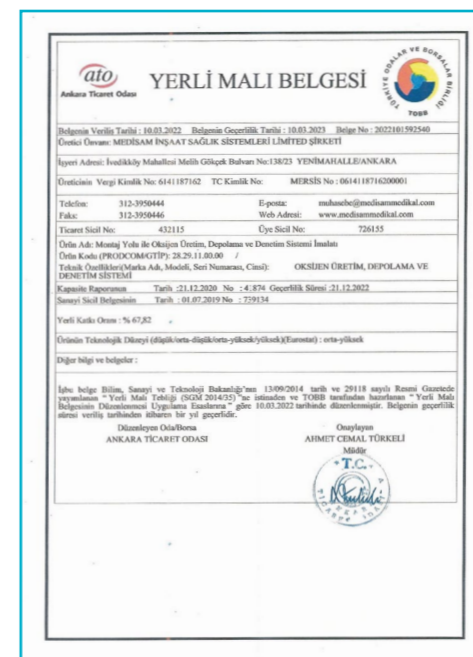 ato
Ankara Ticaret Odası
YERLİ MALI BELGESİ
TÜRKİYE ODALAR VE BORSALAR BİRLİĞİ
TOBB
Belgenin Veriliş Tarihi : 10.03.2022 Belgenin Geçerlilik Tarihi : 10.03.2023 Belge No : 2022101592540
Üretici Ünvanı: MEDİSAM İNŞAAT SAĞLIK SİSTEMLERİ LİMİTED ŞİRKETİ
İşyeri Adresi: İvedikköy Mahallesi Melih Gökçek Bulvarı No:138/23 YENİMAHALLE/ANKARA
Üreticinin Vergi Kimlik No: 6141187162 TC Kimlik No: MERSİS No : 0614118716200001
Telefon: 312-3950444 E-posta: muhasebe@medisammedikal.com
Faks: 312-3950446 Web Adresi: www.medisammedikal.com
Ticaret Sicil No: 432115 Üye Sicil No: 726155
Ürün Adı: Montaj Yolu ile Oksijen Üretim, Depolama ve Denetim Sistemi İmalatı
Ürün Kodu (PRODCOM/GTİP): 28.29.11.00.00 /
Teknik Özellikleri(Marka Adı, Modeli, Seri Numarası, Cinsi): OKSİJEN ÜRETİM, DEPOLAMA VE
DENETİM SİSTEMİ
Kapasite Raporunun Tarih :21.12.2020 No :4.874 Geçerlilik Süresi :21.12.2022
Sanayi Sicil Belgesinin Tarih : 01.07.2019 No : 739134
Yerli Katkı Oranı : % 67,82
Ürünün Teknolojik Düzeyi (düşük/orta-düşük/orta-yüksek/yüksek)(Eurostat) : orta-yüksek
Diğer bilgi ve belgeler :
İşbu belge Bilim, Sanayi ve Teknoloji Bakanlığı'nın 13/09/2014 tarih ve 29118 sayılı Resmi Gazetede
yayımlanan " Yerli Malı Tebliği (SGM 2014/35) "ne istinaden ve TOBB tarafından hazırlanan " Yerli Malı
Belgesinin Düzenlenmesi Uygulama Esaslarına " göre 10.03.2022 tarihinde düzenlenmiştir. Belgenin geçerlilik
süresi veriliş tarihinden itibaren bir yıl geçerlidir.
Düzenleyen Oda/Borsa Onaylayan
ANKARA TİCARET ODASI AHMET CEMAL TÜRKELİ
Müdür
T.C.